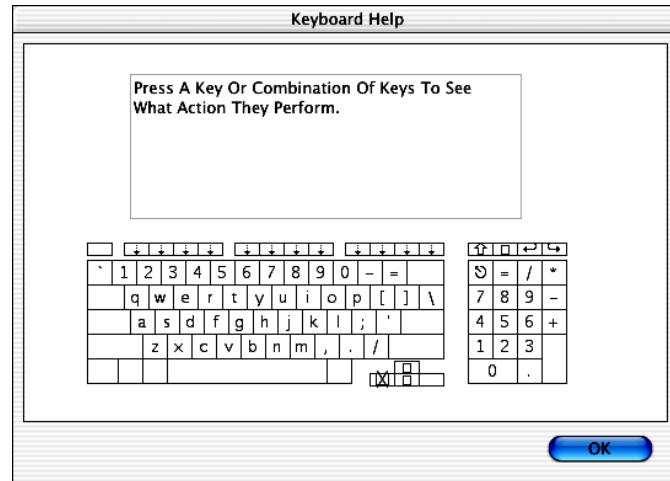 Keyboard Help
Press A Key Or Combination Of Keys To See
What Action They Perform.
` 1 2 3 4 5 6 7 8 9 0 - =
q w e r t y u i o p [ ] \
a s d f g h j k l ; '
z x c v b n m , . /
= / *
7 8 9 -
4 5 6 +
1 2 3
0 .
OK